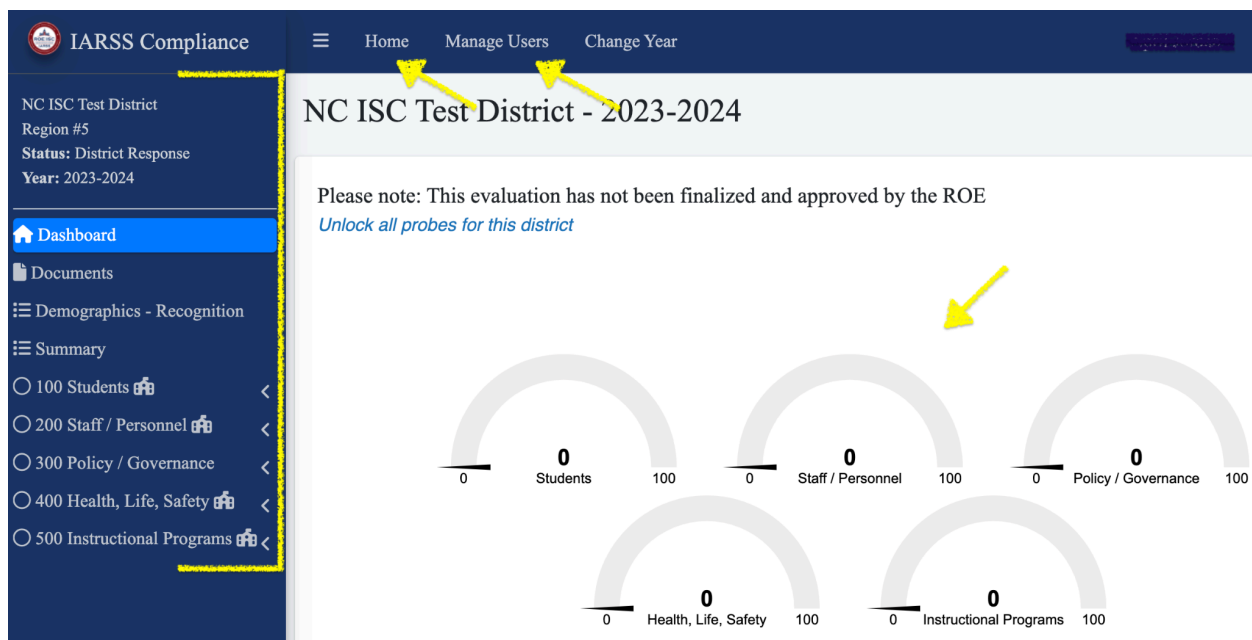 IARSS Compliance
Home Manage Users Change Year
NC ISC Test District
Region #5
Status: District Response
Year: 2023-2024
Dashboard
Documents
Demographics - Recognition
Summary
100 Students
200 Staff / Personnel
300 Policy / Governance
400 Health, Life, Safety
500 Instructional Programs
NC ISC Test District - 2023-2024
Please note: This evaluation has not been finalized and approved by the ROE
Unlock all probes for this district
0
0 Students 100
0
0 Staff / Personnel 100
0
0 Policy / Governance 100
0
0 Health, Life, Safety 100
0
0 Instructional Programs 100